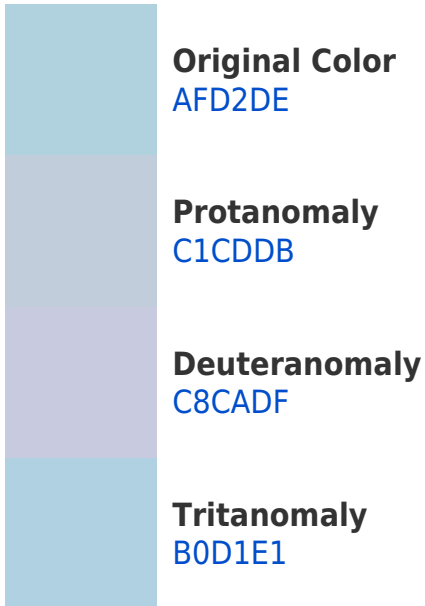 Original Color
AFD2DE
Protanomaly
C1CDDB
Deuteranomaly
C8CADF
Tritanomaly
B0D1E1